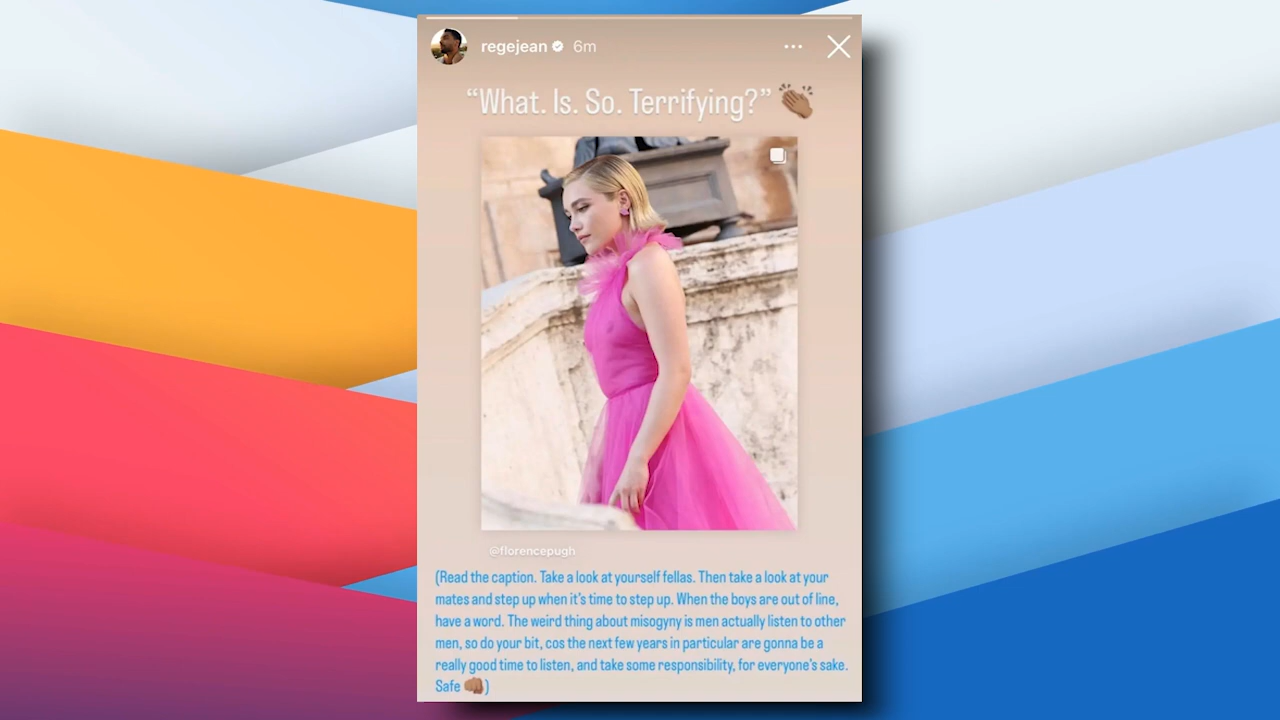 regejean 6m
“What. Is. So. Terrifying?” 👏🏽
@florencepugh
(Read the caption. Take a look at yourself fellas. Then take a look at your
mates and step up when it's time to step up. When the boys are out of line,
have a word. The weird thing about misogyny is men actually listen to other
men, so do your bit, cos the next few years in particular are gonna be a
really good time to listen, and take some responsibility, for everyone's sake.
Safe 👊🏽)